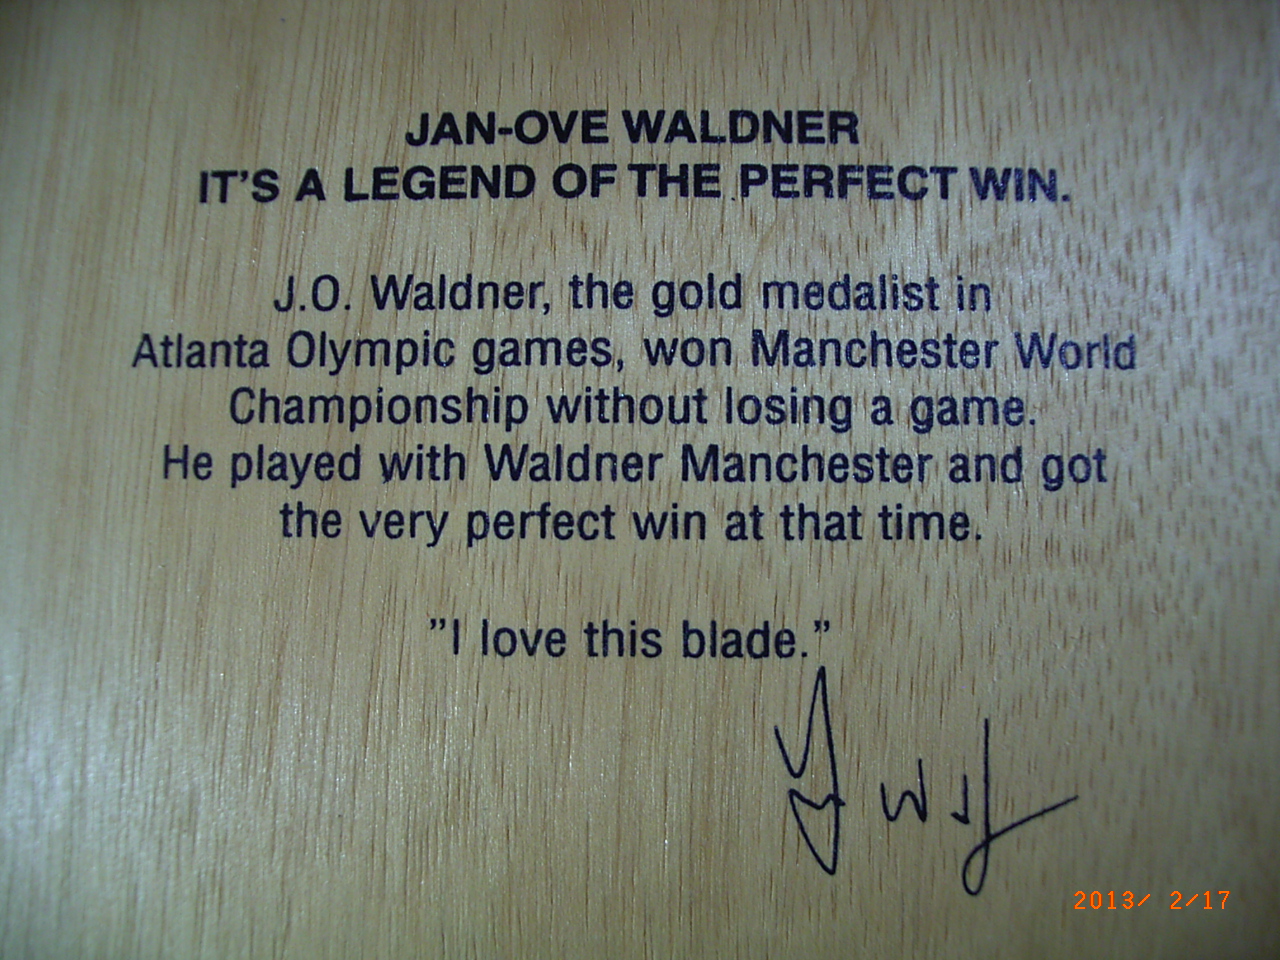 JAN-OVE WALDNER
IT'S A LEGEND OF THE PERFECT WIN.
J.O. Waldner, the gold medalist in
Atlanta Olympic games, won Manchester World
Championship without losing a game.
He played with Waldner Manchester and got
the very perfect win at that time.
”I love this blade.”
2013/ 2/17